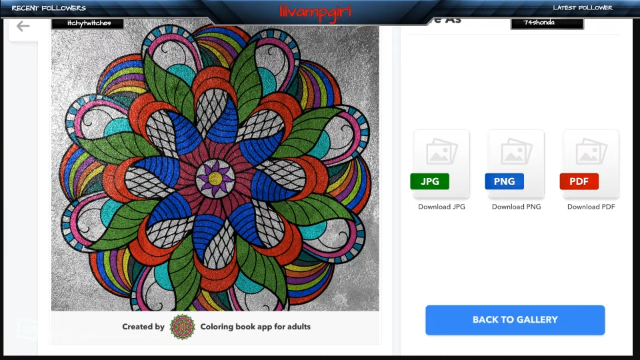 RECENT FOLLOWERS
lilvampgirl
LATEST FOLLOWER
itchytwitches
74shonda
e As
JPG
PNG
PDF
Download JPG
Download PNG
Download PDF
Created by
Coloring book app for adults
BACK TO GALLERY